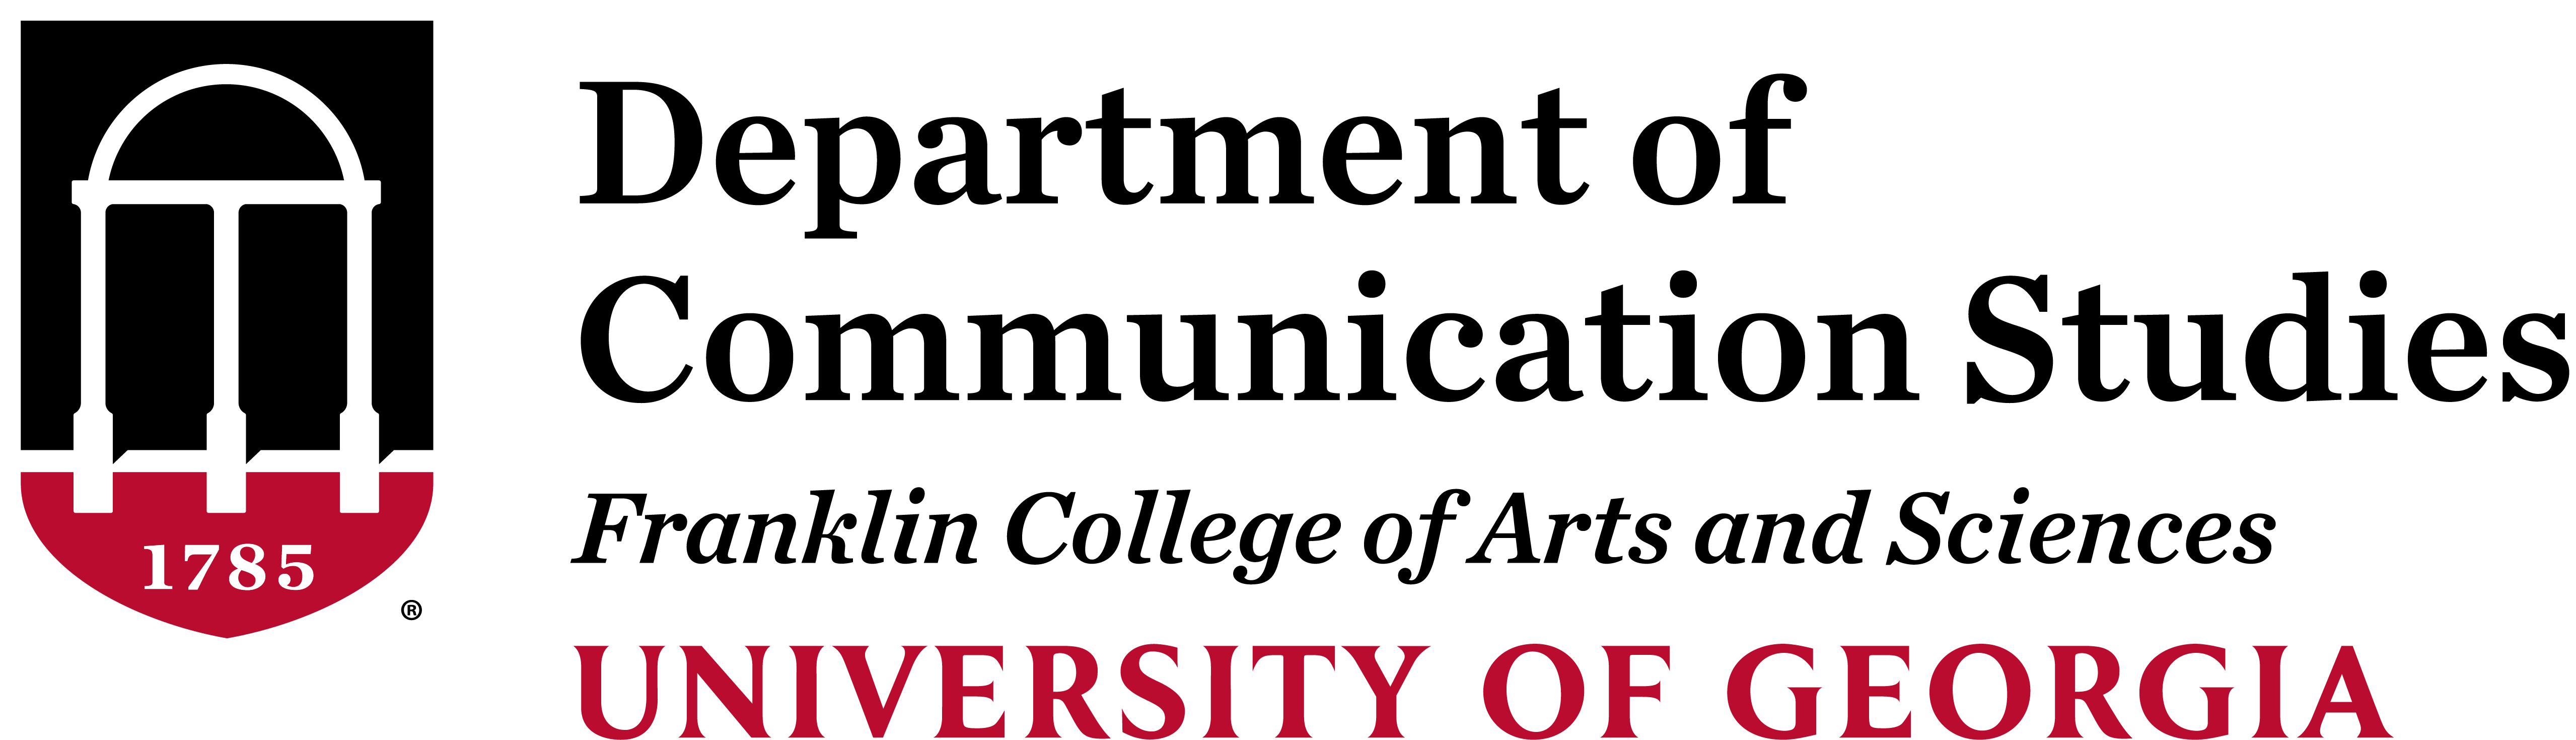 Department of
Communication Studies
Franklin College of Arts and Sciences
UNIVERSITY OF GEORGIA
1785
®